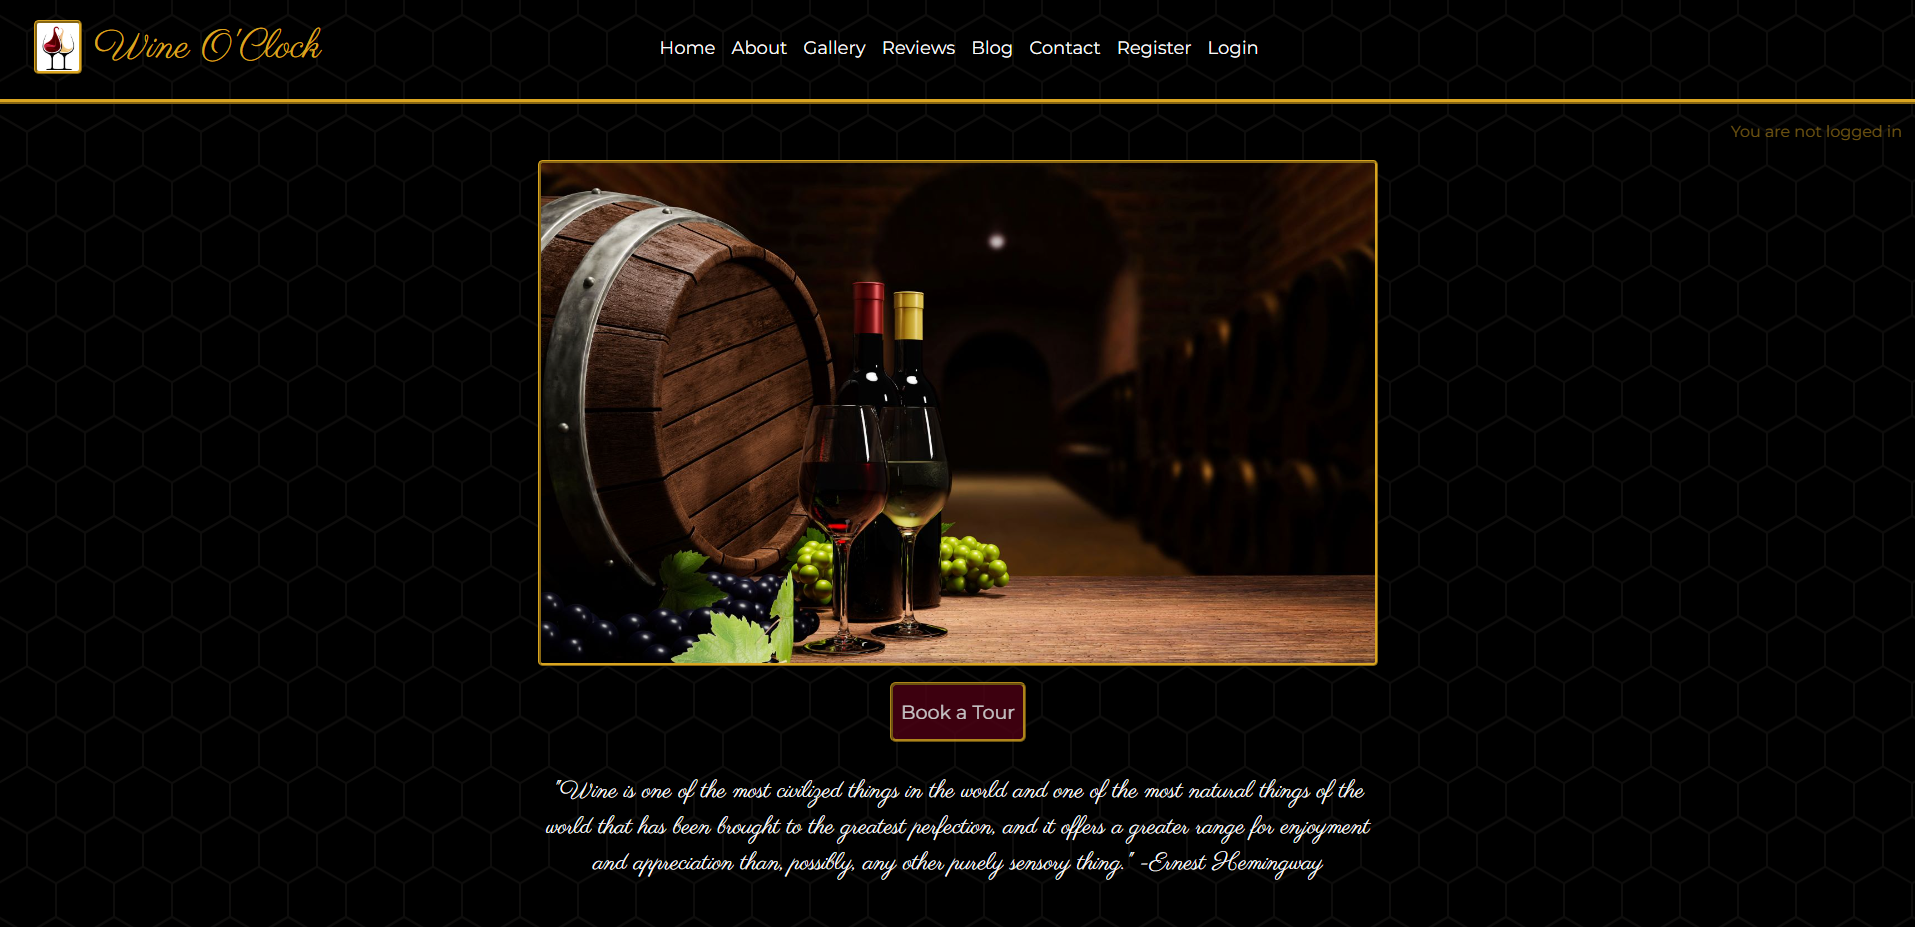 Wine O'Clock
Home About Gallery Reviews Blog Contact Register Login
You are not logged in
Book a Tour
"Wine is one of the most civilized things in the world and one of the most natural things of the
world that has been brought to the greatest perfection, and it offers a greater range for enjoyment
and appreciation than, possibly, any other purely sensory thing." -Ernest Hemingway